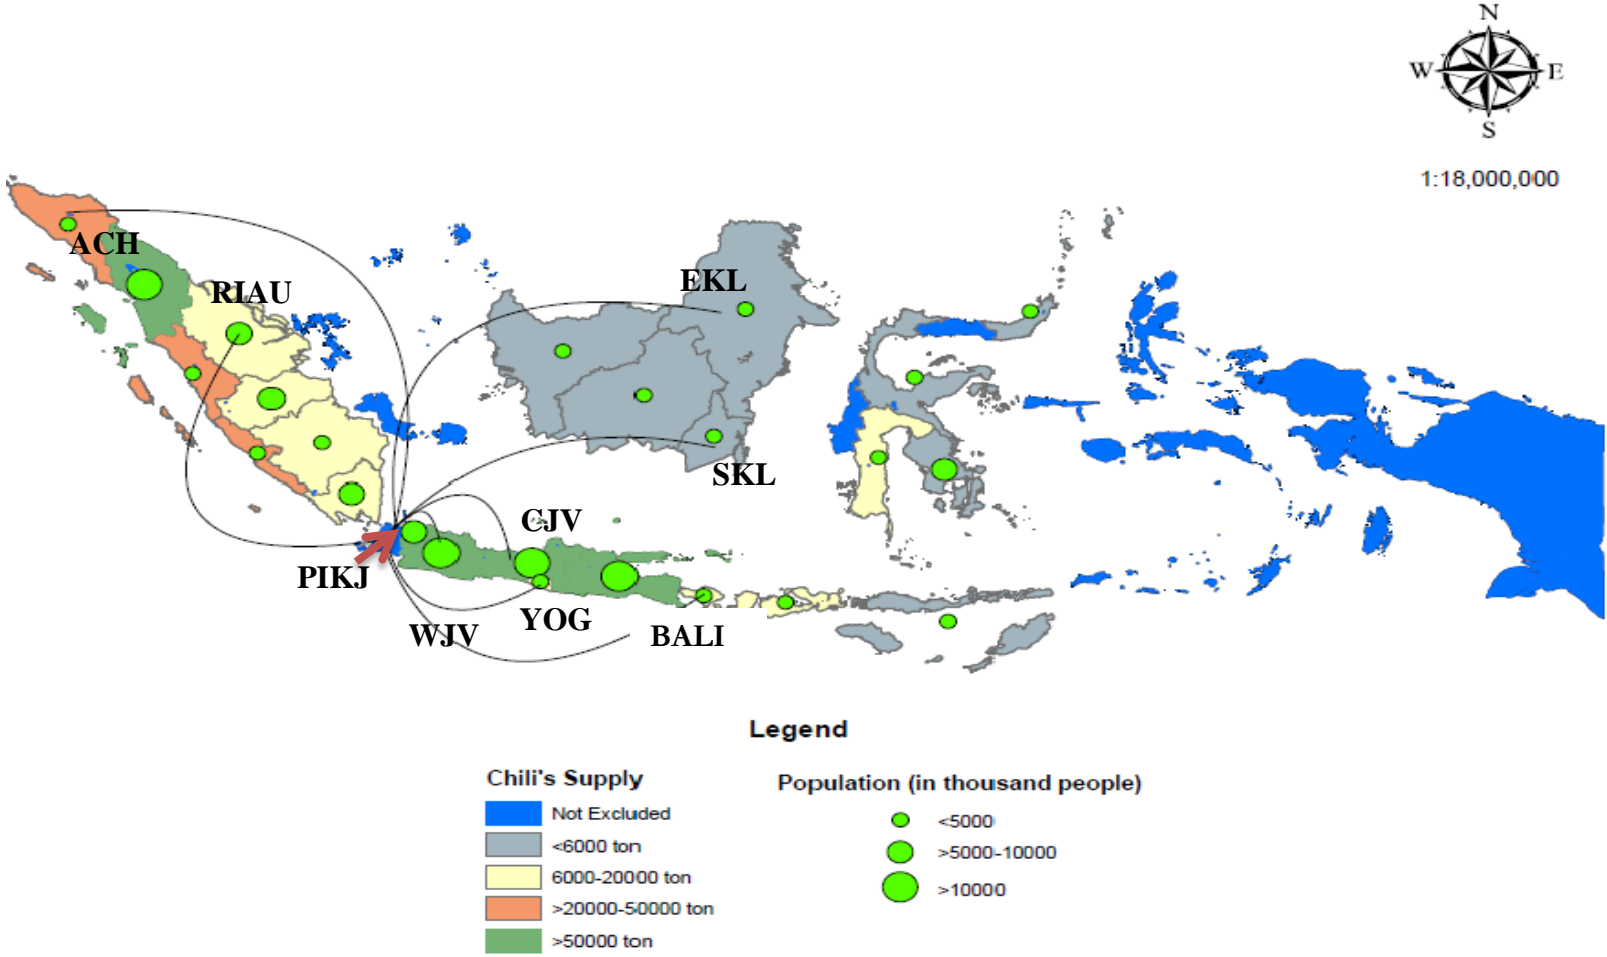 N
W E
S
1:18,000,000
ACH
RIAU
EKL
SKL
CJV
PIKJ
YOG
WJV
BALI
Legend
Chili's Supply
Not Excluded
<6000 ton
6000-20000 ton
>20000-50000 ton
>50000 ton
Population (in thousand people)
<5000
>5000-10000
>10000